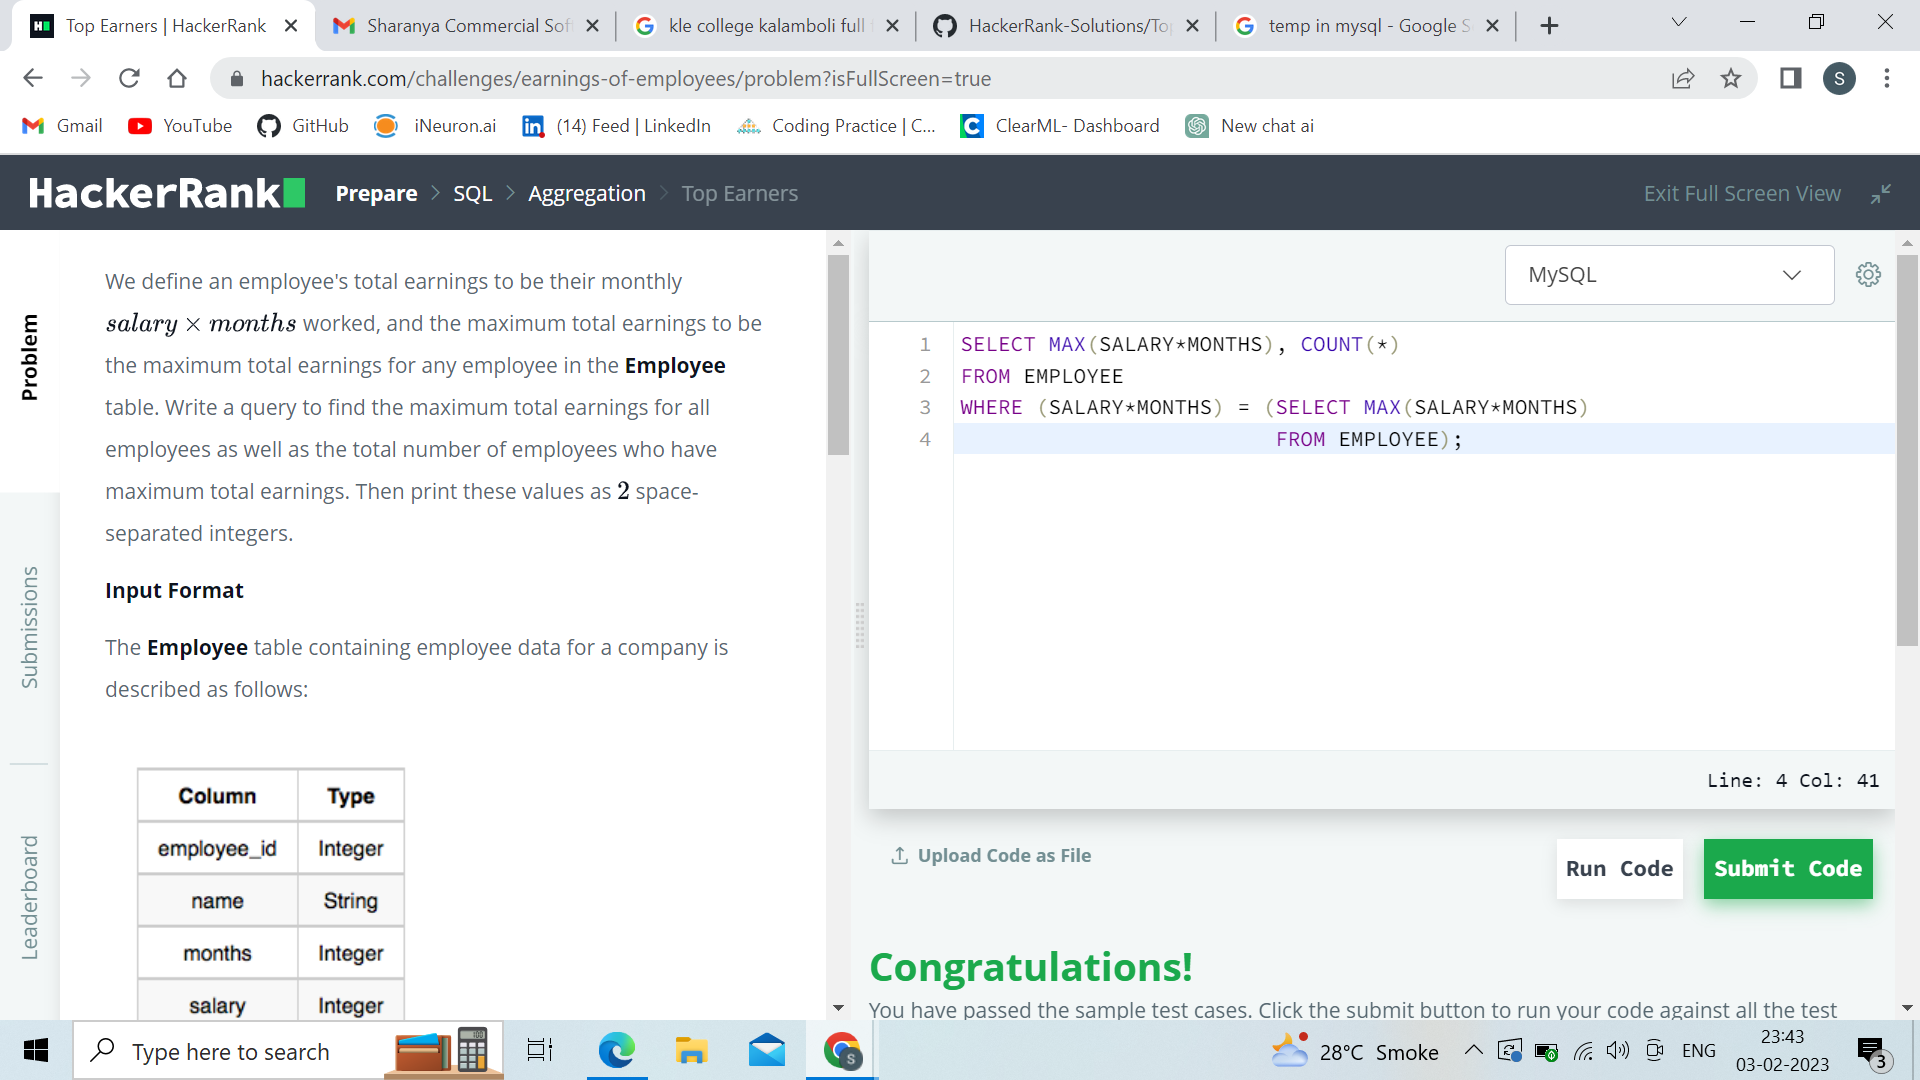 Top Earners | HackerRank
Sharanya Commercial Sof
kle college kalamboli full
HackerRank-Solutions/To
temp in mysql - Google S
hackerrank.com/challenges/earnings-of-employees/problem?isFullScreen=true
S
Gmail
YouTube
GitHub
iNeuron.ai
(14) Feed | LinkedIn
Coding Practice | C...
ClearML- Dashboard
New chat ai
HackerRank
Prepare > SQL > Aggregation > Top Earners
Exit Full Screen View
Problem
Submissions
Leaderboard
We define an employee's total earnings to be their monthly
salary × months worked, and the maximum total earnings to be
the maximum total earnings for any employee in the Employee
table. Write a query to find the maximum total earnings for all
employees as well as the total number of employees who have
maximum total earnings. Then print these values as 2 space-
separated integers.
Input Format
The Employee table containing employee data for a company is
described as follows:
Column Type
employee_id Integer
name String
months Integer
salary Integer
MySQL
1 SELECT MAX(SALARY*MONTHS), COUNT(*)
2 FROM EMPLOYEE
3 WHERE (SALARY*MONTHS) = (SELECT MAX(SALARY*MONTHS)
4 FROM EMPLOYEE);
Line: 4 Col: 41
Upload Code as File
Run Code
Submit Code
Congratulations!
You have passed the sample test cases. Click the submit button to run your code against all the test
Type here to search
S
28°C Smoke
ENG
23:43
03-02-2023
3